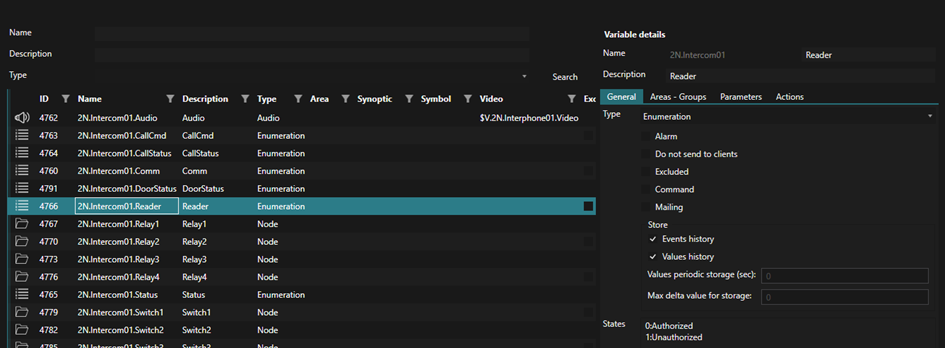 Name
Description
Type
Search
ID Name Description Type Area Synoptic Symbol Video Exc
4762 2N.Intercom01.Audio Audio Audio $V.2N.Interphone01.Video
4763 2N.Intercom01.CallCmd CallCmd Enumeration
4764 2N.Intercom01.CallStatus CallStatus Enumeration
4760 2N.Intercom01.Comm Comm Enumeration
4791 2N.Intercom01.DoorStatus DoorStatus Enumeration
4766 2N.Intercom01.Reader Reader Enumeration
4767 2N.Intercom01.Relay1 Relay1 Node
4770 2N.Intercom01.Relay2 Relay2 Node
4773 2N.Intercom01.Relay3 Relay3 Node
4776 2N.Intercom01.Relay4 Relay4 Node
4765 2N.Intercom01.Status Status Enumeration
4779 2N.Intercom01.Switch1 Switch1 Node
4782 2N.Intercom01.Switch2 Switch2 Node
4785 2N.Intercom01.Switch3 Switch3 Node
Variable details
Name 2N.Intercom01 Reader
Description Reader
General Areas - Groups Parameters Actions
Type Enumeration
Alarm
Do not send to clients
Excluded
Command
Mailing
Store
Events history
Values history
Values periodic storage (sec): 0
Max delta value for storage: 0
States 0:Authorized
1:Unauthorized